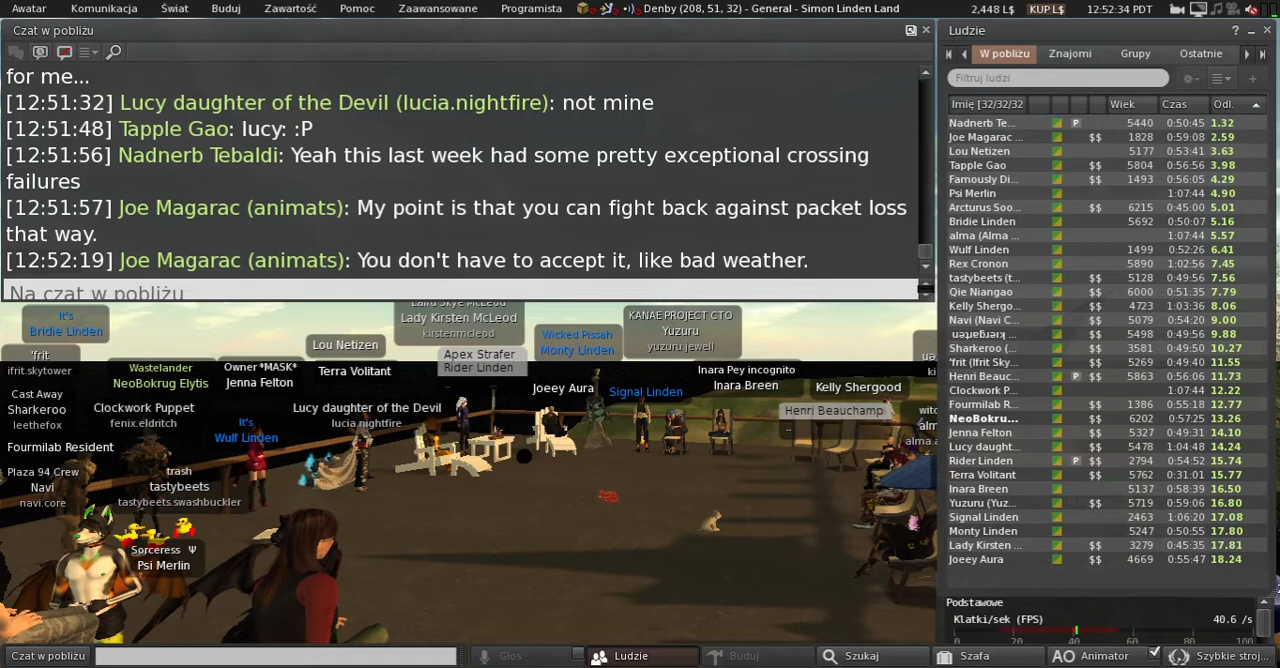 Awatar Komunikacja Świat Buduj Zawartość Pomoc Zaawansowane Programista Denby (208, 51, 32) - General - Simon Linden Land 2,448 L$ KUP L$ 12:52:34 PDT
Czat w pobliżu
for me...
[12:51:32] Lucy daughter of the Devil (lucia.nightfire): not mine
[12:51:48] Tapple Gao: lucy: :P
[12:51:56] Nadnerb Tebaldi: Yeah this last week had some pretty exceptional crossing
failures
[12:51:57] Joe Magarac (animats): My point is that you can fight back against packet loss
that way.
[12:52:19] Joe Magarac (animats): You don't have to accept it, like bad weather.
Na czat w pobliżu
It's
Bridie Linden
Laird Skye McLeod
Lady Kirsten McLeod
kirstenmcleod
KANAE PROJECT CTO
Yuzuru
yuzuru.jewell
Wicked Pissah
Monty Linden
Lou Netizen
'frit
ifrit.skytower
Apex Strafer
Rider Linden
Wastelander
NeoBokrug Elytis
Owner *MASK*
Jenna Felton
Terra Volitant
Inara Pey incognito
Inara Breen
Joeey Aura
Signal Linden
Kelly Shergood
Cast Away
Sharkeroo
leethefox
Clockwork Puppet
fenix.eldritch
Lucy daughter of the Devil
lucia.nightfire
Henri Beauchamp
It's
Wulf Linden
Fourmilab Resident
Plaza 94 Crew
Navi
navi.core
trash
tastybeets
tastybeets.swashbuckler
Sorceress Ψ
Psi Merlin
Ludzie
W pobliżu Znajomi Grupy Ostatnie
Filtruj ludzi
Imię [32/32/32 Wiek Czas Odl.
Nadnerb Te... P 5440 0:50:45 1.32
Joe Magarac ... $$ 1828 0:59:08 2.59
Lou Netizen 5177 0:53:41 3.63
Tapple Gao $$ 5804 0:56:56 3.98
Famously Di... $$ 1493 0:56:05 4.29
Psi Merlin 1:07:44 4.90
Arcturus Soo... $$ 6215 0:45:00 5.01
Bridie Linden 5692 0:50:07 5.16
alma (Alma ... 1:07:44 5.57
Wulf Linden 1499 0:52:26 6.41
Rex Cronon 5890 1:02:56 7.45
tastybeets (t... $$ 5128 0:49:56 7.56
Qie Niangao $$ 6000 0:51:35 7.79
Kelly Shergo... $$ 4723 1:03:36 8.06
Navi (Navi C... $$ 5079 0:54:20 9.00
$$ 5498 0:49:56 9.88
Sharkeroo (... $$ 3581 0:49:50 10.27
'frit (Ifrit Sky... $$ 5269 0:49:40 11.55
Henri Beauc... P $$ 5863 0:56:06 11.73
Clockwork P... 1:07:44 12.22
Fourmilab R... $$ 1386 0:55:18 12.77
NeoBokru... $$ 6202 0:57:25 13.26
Jenna Felton $$ 5327 0:49:31 14.10
Lucy daught... $$ 5478 1:04:48 14.24
Rider Linden P $$ 2794 0:54:52 15.74
Terra Volitant $$ 5762 0:31:01 15.77
Inara Breen 5137 0:58:39 16.50
Yuzuru (Yuz... $$ 5719 0:59:06 16.80
Signal Linden 2463 1:06:20 17.08
Monty Linden 5247 0:50:55 17.80
Lady Kirsten ... $$ 3279 0:45:35 17.81
Joeey Aura $$ 4669 0:55:47 18.24
Podstawowe
Klatki/sek (FPS) 40.6 /s
0 20 40 60 80 100
Czat w pobliżu Głos Ludzie Buduj Szukaj Szafa AO Animator Szybkie stroj...